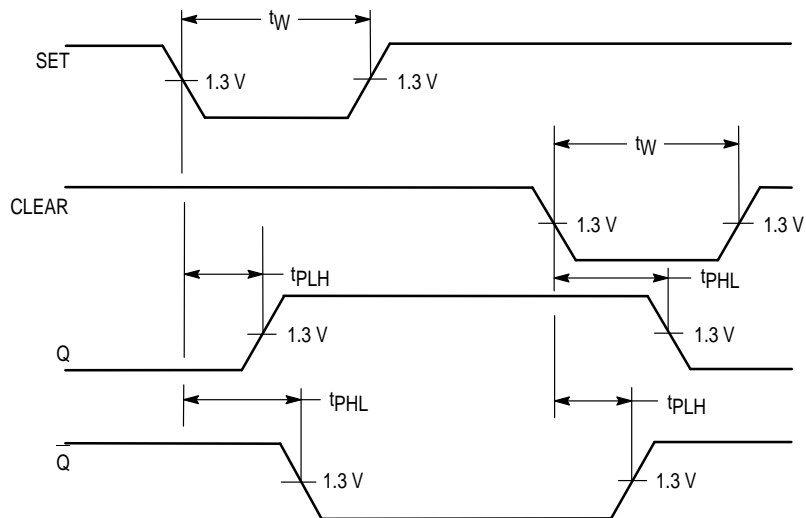 tW
SET
1.3 V
1.3 V
tW
CLEAR
1.3 V
1.3 V
tPLH
tPHL
1.3 V
1.3 V
Q
tPHL
tPLH
Q̅
1.3 V
1.3 V